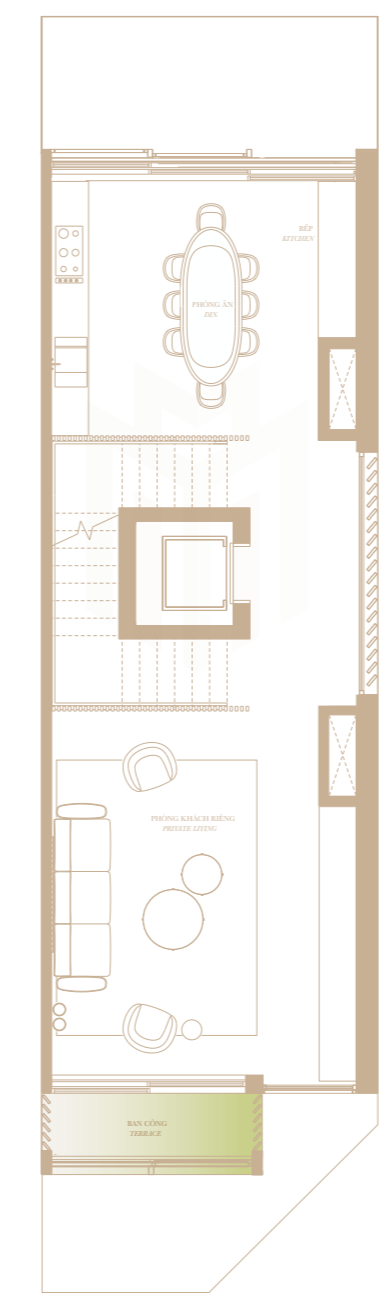 BẾP
KITCHEN
PHÒNG ĂN
DIN.
PHÒNG KHÁCH RIÊNG
PRIVATE LIVING
BAN CÔNG
TERRACE